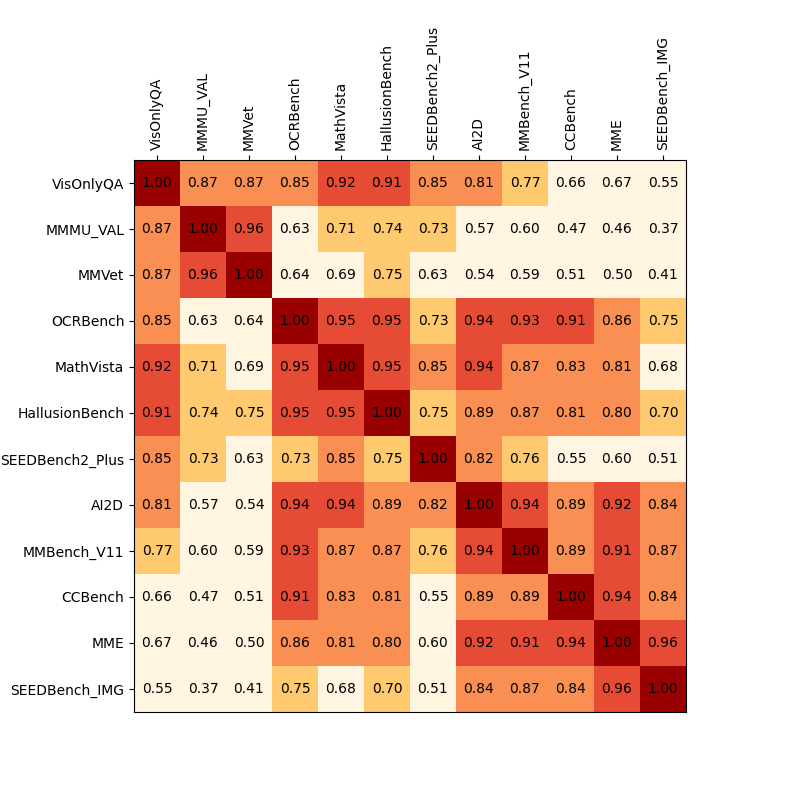 VisOnlyQA MMMU_VAL MMVet OCRBench MathVista HallusionBench SEEDBench2_Plus AI2D MMBench_V11 CCBench MME SEEDBench_IMG
VisOnlyQA 1.00 0.87 0.87 0.85 0.92 0.91 0.85 0.81 0.77 0.66 0.67 0.55
MMMU_VAL 0.87 1.00 0.96 0.63 0.71 0.74 0.73 0.57 0.60 0.47 0.46 0.37
MMVet 0.87 0.96 1.00 0.64 0.69 0.75 0.63 0.54 0.59 0.51 0.50 0.41
OCRBench 0.85 0.63 0.64 1.00 0.95 0.95 0.73 0.94 0.93 0.91 0.86 0.75
MathVista 0.92 0.71 0.69 0.95 1.00 0.95 0.85 0.94 0.87 0.83 0.81 0.68
HallusionBench 0.91 0.74 0.75 0.95 0.95 1.00 0.75 0.89 0.87 0.81 0.80 0.70
SEEDBench2_Plus 0.85 0.73 0.63 0.73 0.85 0.75 1.00 0.82 0.76 0.55 0.60 0.51
AI2D 0.81 0.57 0.54 0.94 0.94 0.89 0.82 1.00 0.94 0.89 0.92 0.84
MMBench_V11 0.77 0.60 0.59 0.93 0.87 0.87 0.76 0.94 1.00 0.89 0.91 0.87
CCBench 0.66 0.47 0.51 0.91 0.83 0.81 0.55 0.89 0.89 1.00 0.94 0.84
MME 0.67 0.46 0.50 0.86 0.81 0.80 0.60 0.92 0.91 0.94 1.00 0.96
SEEDBench_IMG 0.55 0.37 0.41 0.75 0.68 0.70 0.51 0.84 0.87 0.84 0.96 1.00